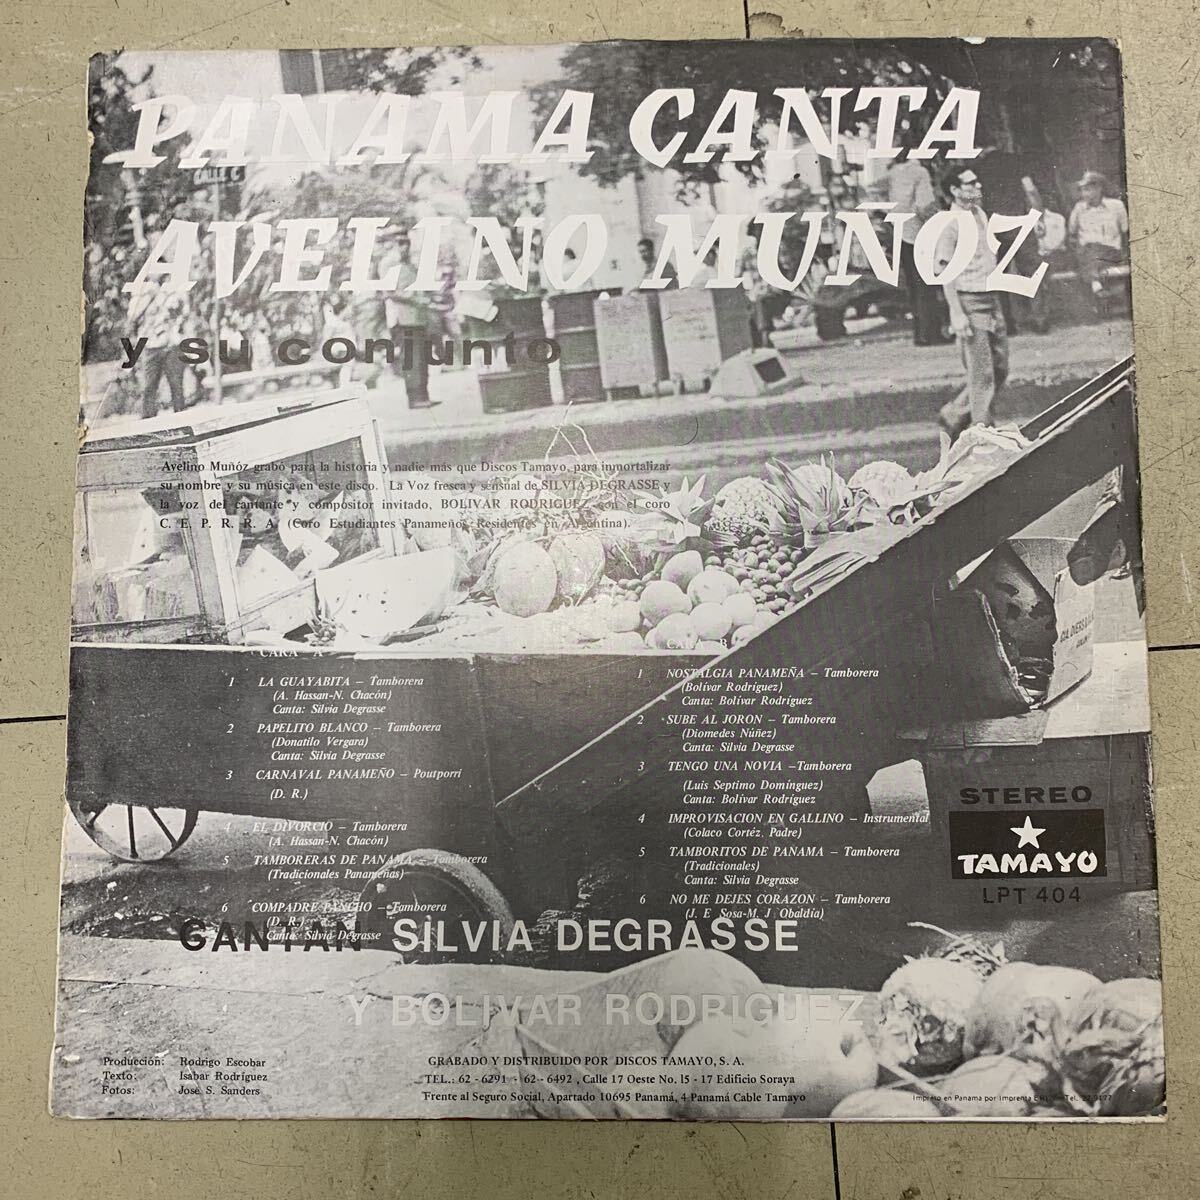 PANAMA CANTA
CALLE C
AVELINO MUÑOZ
y su conjunto
Avelino Muñóz grabó para la historia y nadie más que Discos Tamayo, para inmortalizar
su nombre y su música en este disco. La Voz fresca y sensual de SILVIA DEGRASSE y
la voz del cantante y compositor invitado, BOLIVAR RODRIGUEZ, con el coro
C. E. P. R. R. A. (Coro Estudiantes Panameños Residentes en Argentina).
CARA A
1 LA GUAYABITA – Tamborera
(A. Hassan-N. Chacón)
Canta: Silvia Degrasse
2 PAPELITO BLANCO – Tamborera
(Donatilo Vergara)
Canta: Silvia Degrasse
3 CARNAVAL PANAMEÑO – Poutporri
(D. R.)
4 EL DIVORCIO – Tamborera
(A. Hassan-N. Chacón)
5 TAMBORERAS DE PANAMA – Tamborera
(Tradicionales Panameñas)
6 COMPADRE PANCHO – Tamborera
(D. R.)
Canta: Silvia Degrasse
CARA B
1 NOSTALGIA PANAMEÑA – Tamborera
(Bolívar Rodríguez)
Canta: Bolívar Rodríguez
2 SUBE AL JORON – Tamborera
(Diomedes Núñez)
Canta: Silvia Degrasse
3 TENGO UNA NOVIA –Tamborera
(Luis Septimo Domínguez)
Canta: Bolívar Rodríguez
4 IMPROVISACION EN GALLINO – Instrumental
(Colaco Cortéz. Padre)
5 TAMBORITOS DE PANAMA – Tamborera
(Tradicionales)
Canta: Silvia Degrasse
6 NO ME DEJES CORAZON – Tamborera
(J. E. Sosa-M. J. Obaldía)
STEREO
TAMAYO
LPT 404
CANTAN SILVIA DEGRASSE
Y BOLIVAR RODRIGUEZ
Producción: Rodrigo Escobar
Texto: Isabar Rodríguez
Fotos: José S. Sanders
GRABADO Y DISTRIBUIDO POR DISCOS TAMAYO, S. A.
TEL.: 62 - 6291 - 62 - 6492 , Calle 17 Oeste No. 15 - 17 Edificio Soraya
Frente al Seguro Social, Apartado 10695 Panamá, 4 Panamá Cable Tamayo
Impreso en Panama por Imprenta Tel.